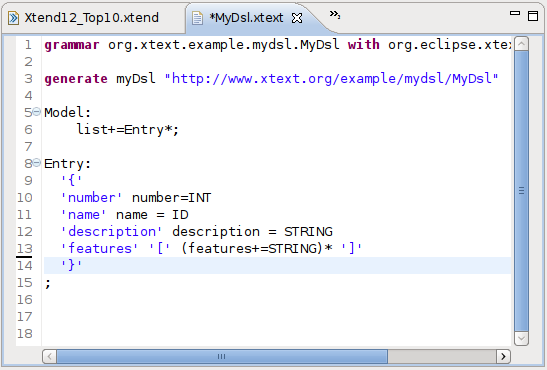 Xtend12_Top10.xtend
*MyDsl.xtext
1 grammar org.xtext.example.mydsl.MyDsl with org.eclipse.xte
2
3 generate myDsl "http://www.xtext.org/example/mydsl/MyDsl"
4
5 Model:
6 list+=Entry*;
7
8 Entry:
9 '{'
10 'number' number=INT
11 'name' name = ID
12 'description' description = STRING
13 'features' '[' (features+=STRING)* ']'
14 '}'
15 ;
16
17
18